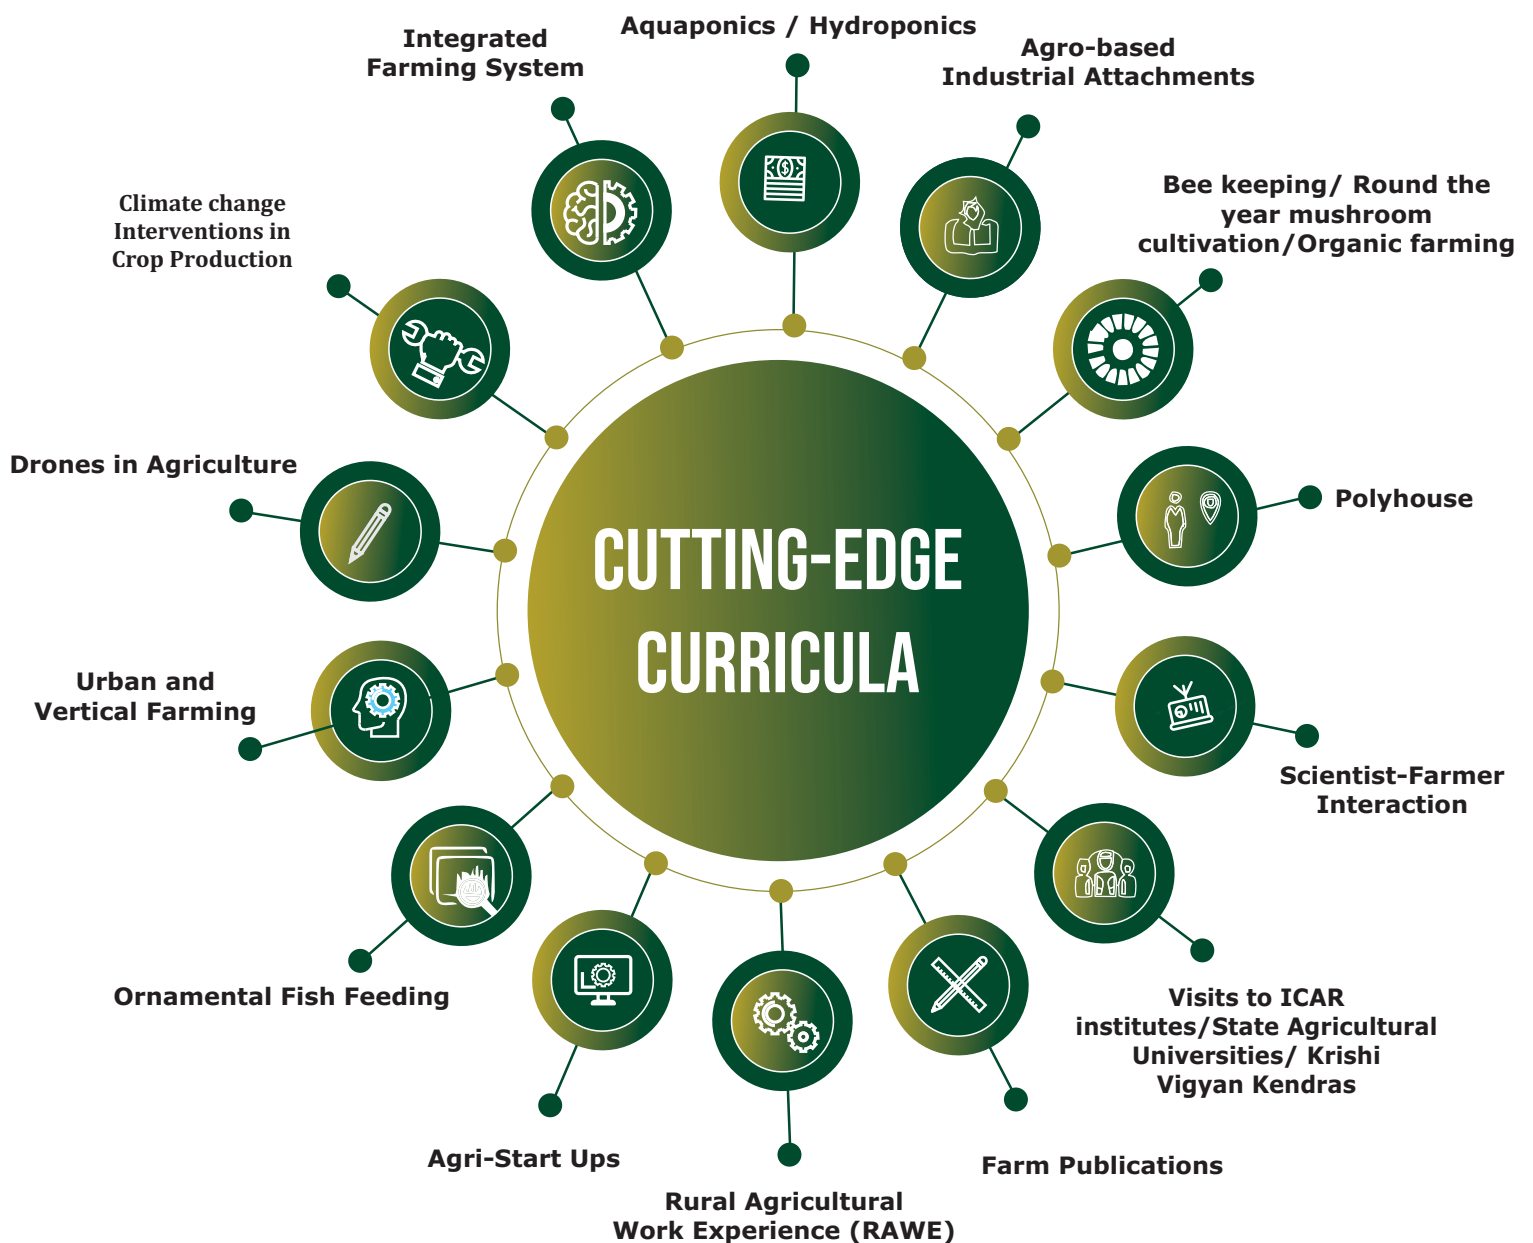 Aquaponics / Hydroponics
Integrated
Farming System
Agro-based
Industrial Attachments
Climate change
Interventions in
Crop Production
Bee keeping/ Round the
year mushroom
cultivation/Organic farming
Drones in Agriculture
Polyhouse
CUTTING-EDGE
CURRICULA
Urban and
Vertical Farming
Scientist-Farmer
Interaction
Ornamental Fish Feeding
Visits to ICAR
institutes/State Agricultural
Universities/ Krishi
Vigyan Kendras
Agri-Start Ups
Farm Publications
Rural Agricultural
Work Experience (RAWE)